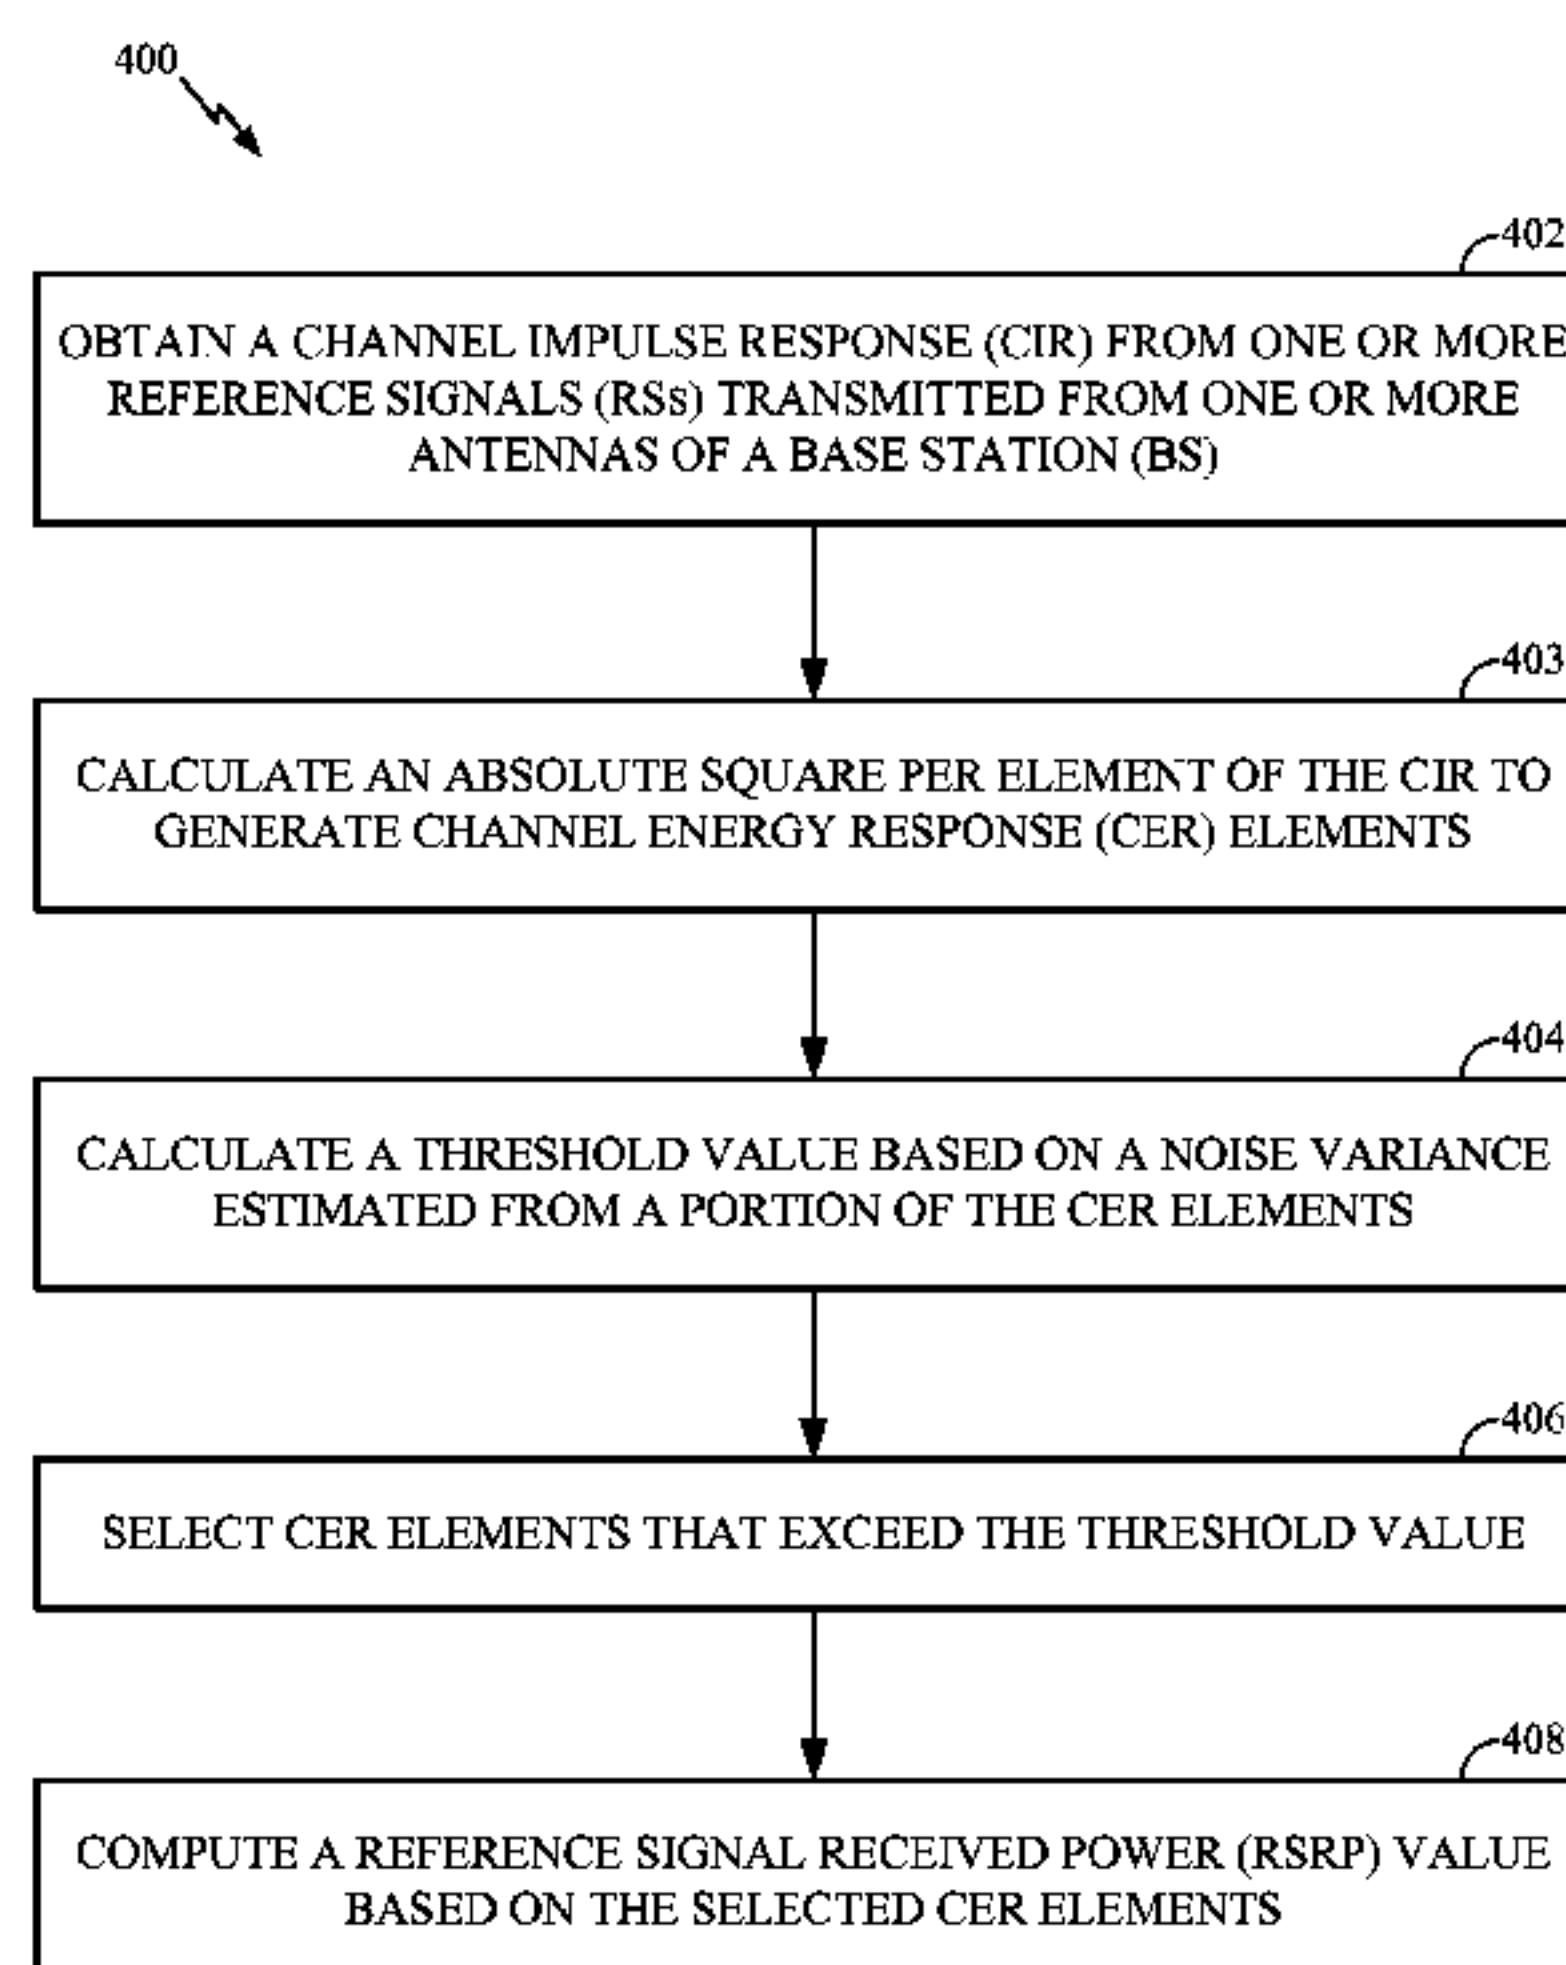 400
402
OBTAIN A CHANNEL IMPULSE RESPONSE (CIR) FROM ONE OR MORE
REFERENCE SIGNALS (RSs) TRANSMITTED FROM ONE OR MORE
ANTENNAS OF A BASE STATION (BS)
403
CALCULATE AN ABSOLUTE SQUARE PER ELEMENT OF THE CIR TO
GENERATE CHANNEL ENERGY RESPONSE (CER) ELEMENTS
404
CALCULATE A THRESHOLD VALUE BASED ON A NOISE VARIANCE
ESTIMATED FROM A PORTION OF THE CER ELEMENTS
406
SELECT CER ELEMENTS THAT EXCEED THE THRESHOLD VALUE
408
COMPUTE A REFERENCE SIGNAL RECEIVED POWER (RSRP) VALUE
BASED ON THE SELECTED CER ELEMENTS